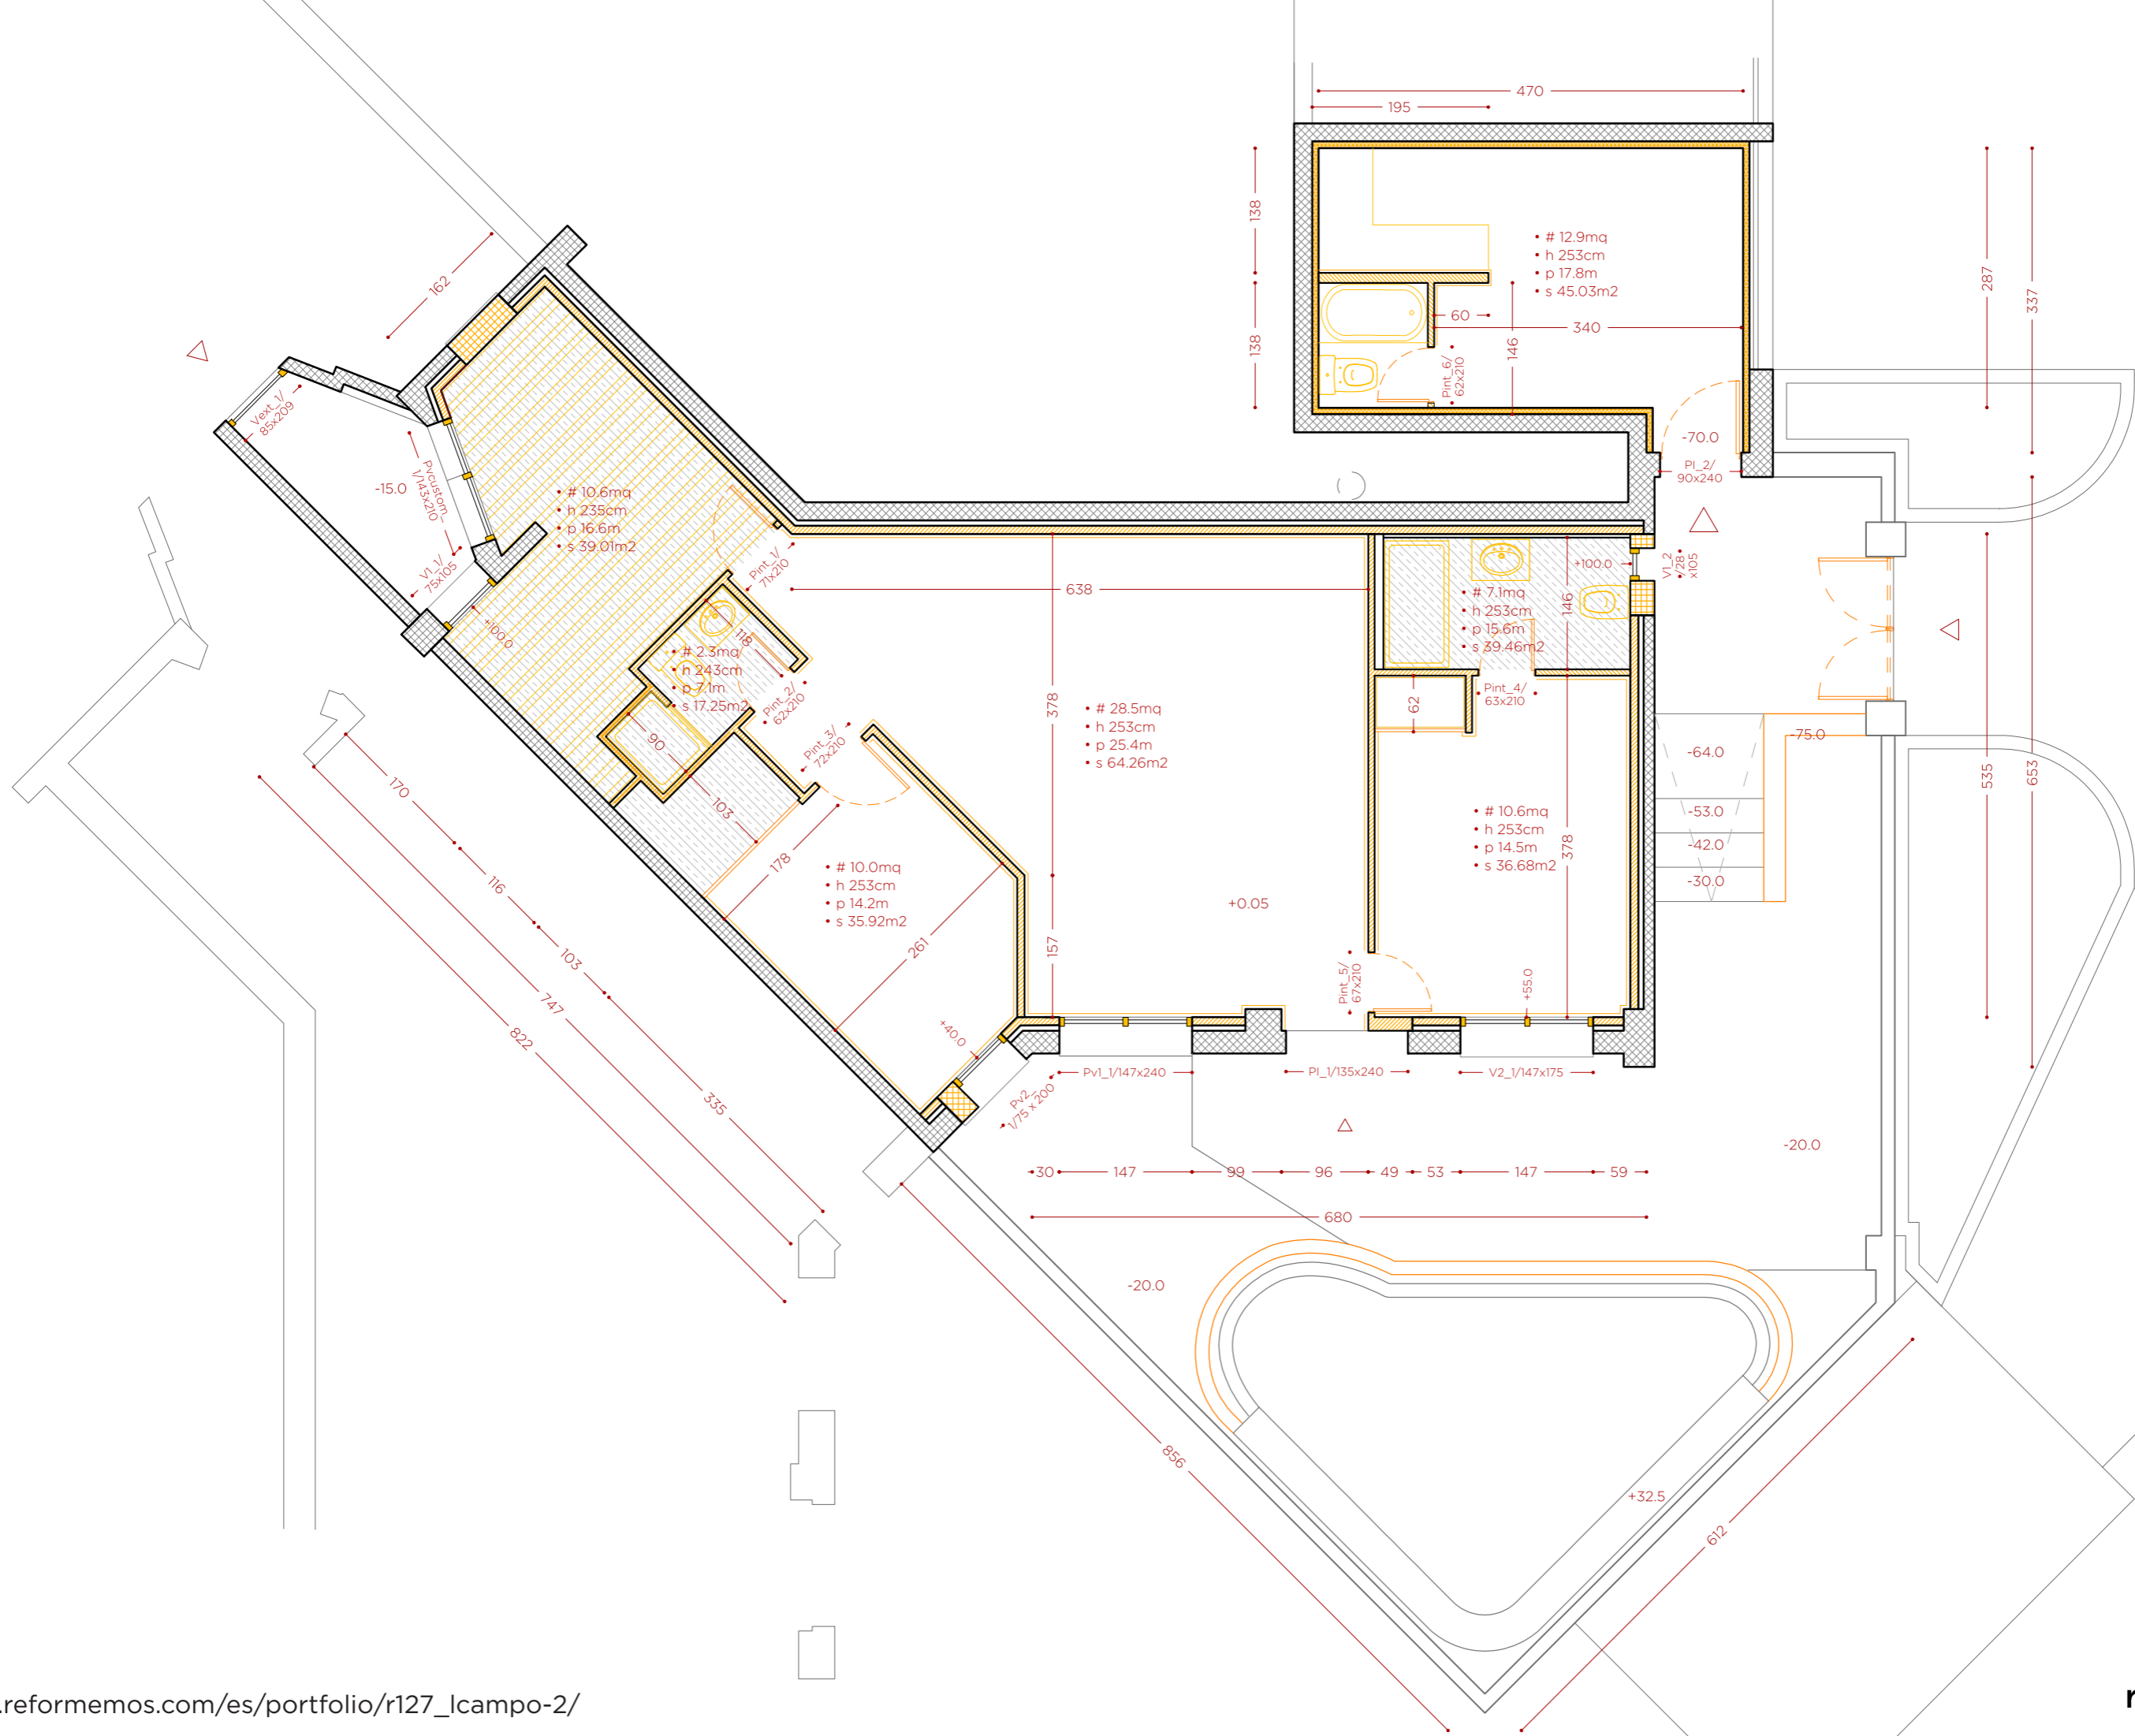 470
195
138
• # 12.9mq
• h 253cm
• p 17.8m
• s 45.03m2
287
337
162
138
60
340
146
Pint_6/
62x210
Vext_1/
85x209
-15.0
Pvcustom_
1/143x210
• # 10.6mq
• h 235cm
• p 16.6m
• s 39.01m2
-70.0
PI_2/
90x240
V1_1/
75x105
+100.0
Pint_1/
71x210
638
+100.0
V1_2
/28
x105
• # 7.1mq
• h 253cm
• p 15.6m
• s 39.46m2
146
118
• # 2.3mq
• h 243cm
• p 7.1m
• s 17.25m2
Pint_2/
62x210
Pint_4/
63x210
62
378
• # 28.5mq
• h 253cm
• p 25.4m
• s 64.26m2
90
Pint_3/
72x210
103
178
-75.0
-64.0
-53.0
-42.0
-30.0
535
653
• # 10.6mq
• h 253cm
• p 14.5m
• s 36.68m2
378
• # 10.0mq
• h 253cm
• p 14.2m
• s 35.92m2
261
+0.05
157
Pint_5/
67x210
+55.0
+40.0
170
116
103
335
747
822
Pv2_
1/75 x 200
Pv1_1/147x240
PI_1/135x240
V2_1/147x175
-20.0
30
147
99
96
49
53
147
59
680
-20.0
856
+32.5
612
.reformemos.com/es/portfolio/r127_lcampo-2/
r